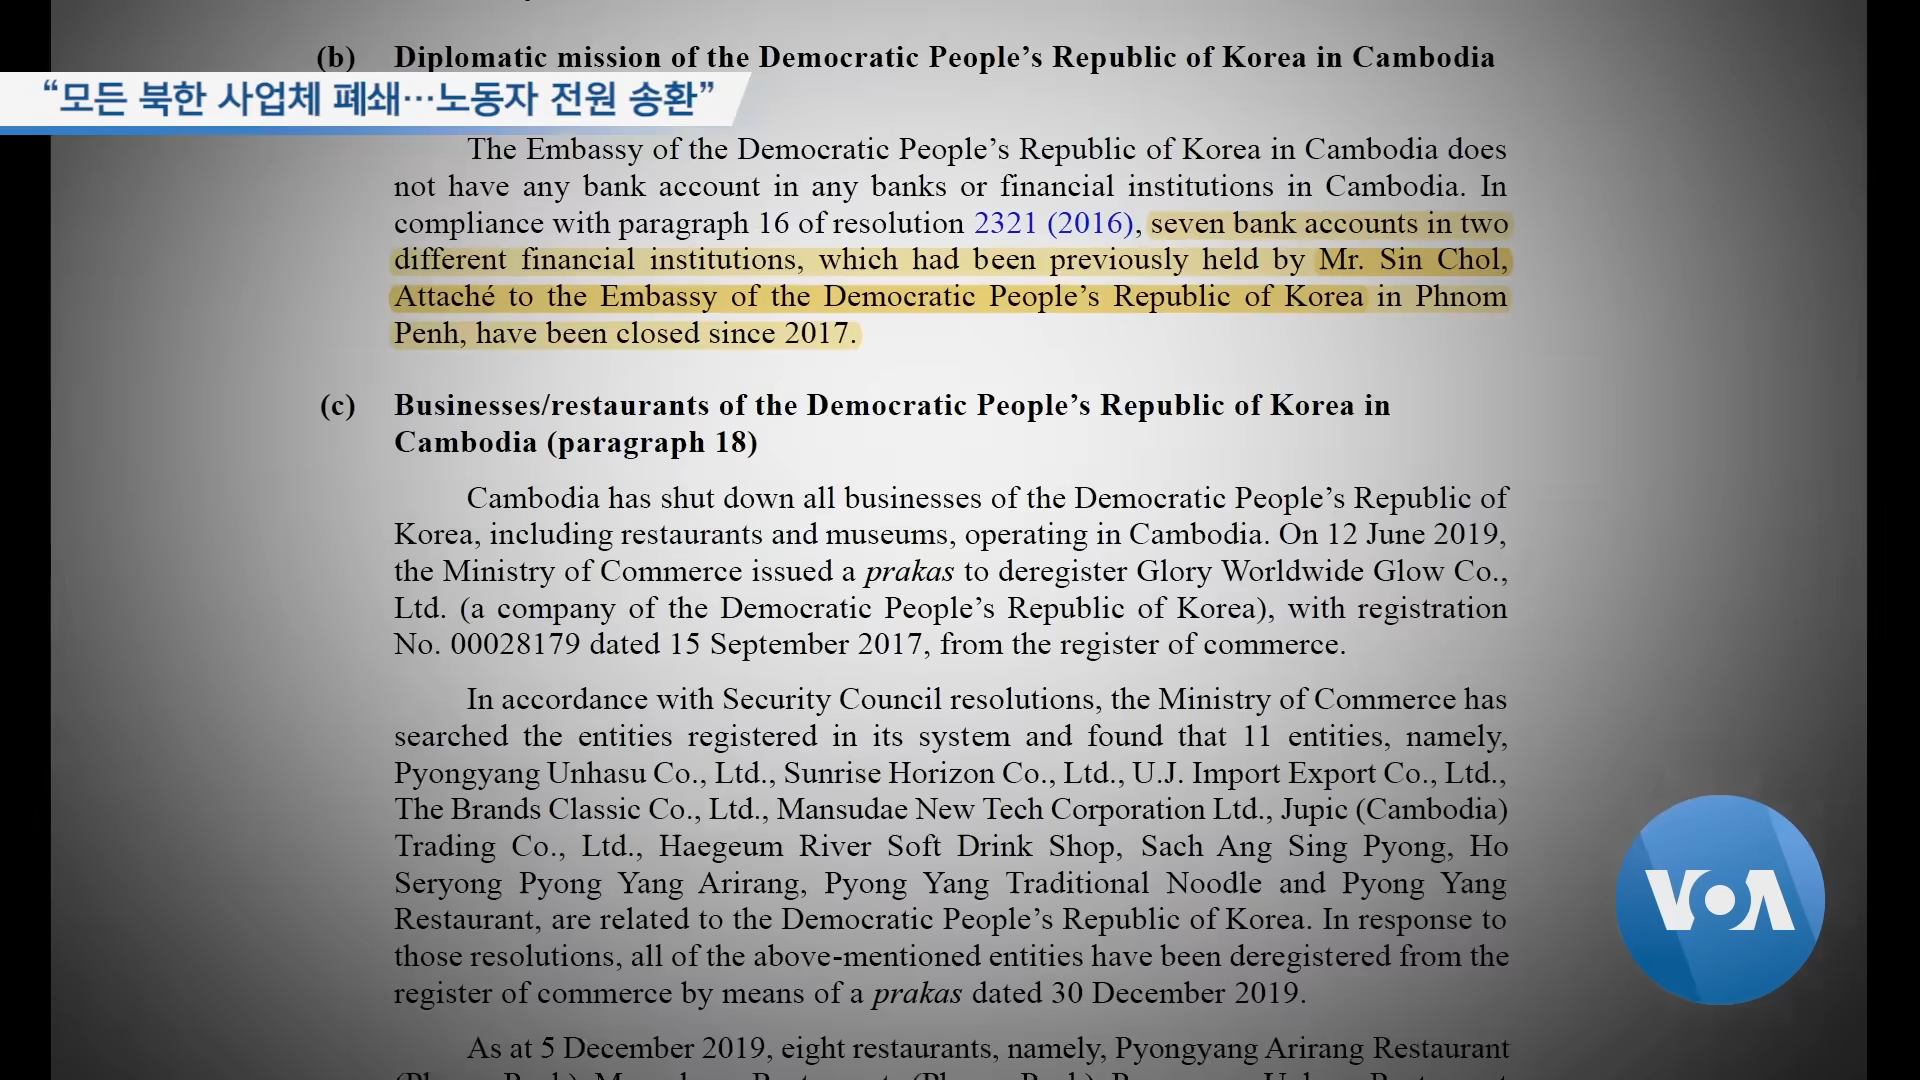 (b) Diplomatic mission of the Democratic People’s Republic of Korea in Cambodia
“모든 북한 사업체 폐쇄…노동자 전원 송환”
The Embassy of the Democratic People’s Republic of Korea in Cambodia does
not have any bank account in any banks or financial institutions in Cambodia. In
compliance with paragraph 16 of resolution 2321 (2016), seven bank accounts in two
different financial institutions, which had been previously held by Mr. Sin Chol,
Attaché to the Embassy of the Democratic People’s Republic of Korea in Phnom
Penh, have been closed since 2017.
(c) Businesses/restaurants of the Democratic People’s Republic of Korea in
Cambodia (paragraph 18)
Cambodia has shut down all businesses of the Democratic People’s Republic of
Korea, including restaurants and museums, operating in Cambodia. On 12 June 2019,
the Ministry of Commerce issued a prakas to deregister Glory Worldwide Glow Co.,
Ltd. (a company of the Democratic People’s Republic of Korea), with registration
No. 00028179 dated 15 September 2017, from the register of commerce.
In accordance with Security Council resolutions, the Ministry of Commerce has
searched the entities registered in its system and found that 11 entities, namely,
Pyongyang Unhasu Co., Ltd., Sunrise Horizon Co., Ltd., U.J. Import Export Co., Ltd.,
The Brands Classic Co., Ltd., Mansudae New Tech Corporation Ltd., Jupic (Cambodia)
Trading Co., Ltd., Haegeum River Soft Drink Shop, Sach Ang Sing Pyong, Ho
Seryong Pyong Yang Arirang, Pyong Yang Traditional Noodle and Pyong Yang
Restaurant, are related to the Democratic People’s Republic of Korea. In response to
those resolutions, all of the above-mentioned entities have been deregistered from the
register of commerce by means of a prakas dated 30 December 2019.
As at 5 December 2019, eight restaurants, namely, Pyongyang Arirang Restaurant
VOA